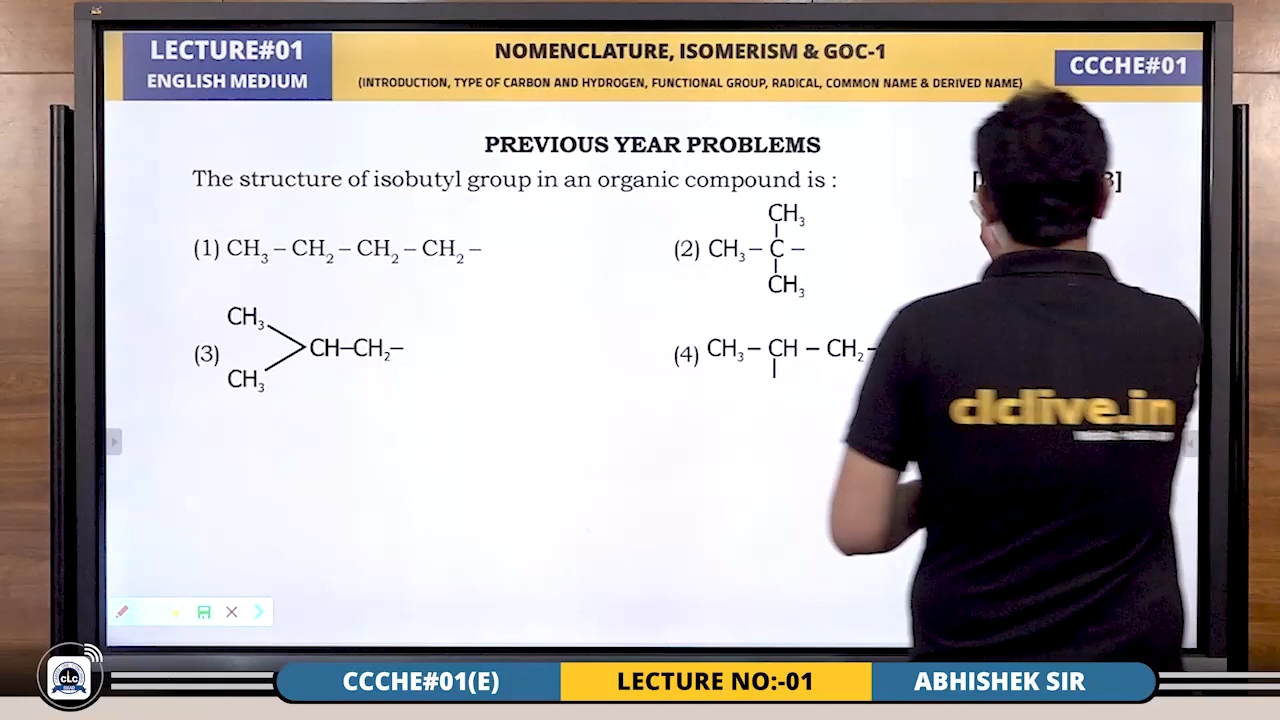 LECTURE#01
ENGLISH MEDIUM
NOMENCLATURE, ISOMERISM & GOC-1
(INTRODUCTION, TYPE OF CARBON AND HYDROGEN, FUNCTIONAL GROUP, RADICAL, COMMON NAME & DERIVED NAME)
CCCHE#01
PREVIOUS YEAR PROBLEMS
The structure of isobutyl group in an organic compound is :
(1) CH₃ – CH₂ – CH₂ – CH₂ –
CH₃
(2) CH₃ – C –
CH₃
CH₃
(3) CH–CH₂–
CH₃
(4) CH₃ – CH – CH₂ –
clclive.in
CLC
CCCHE#01(E)
LECTURE NO:-01
ABHISHEK SIR